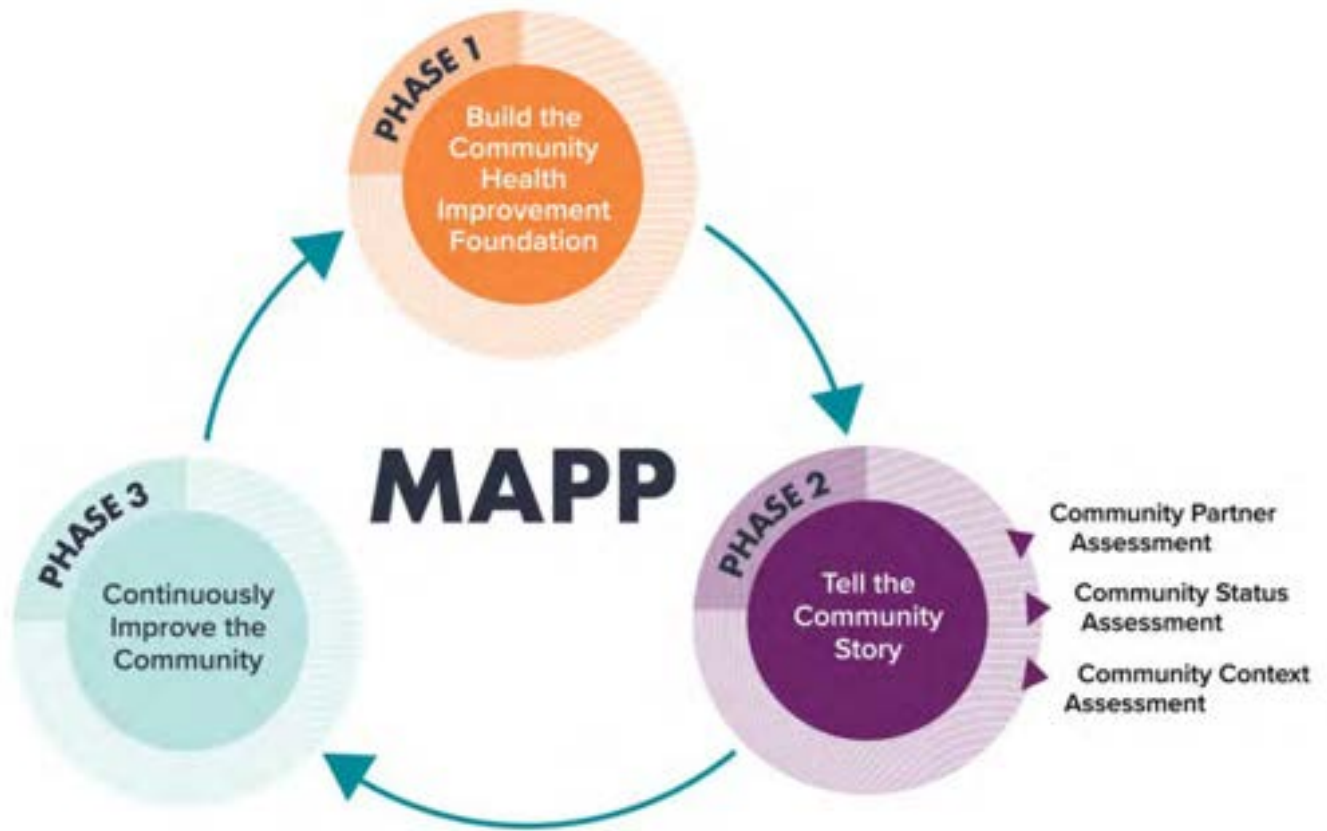 PHASE 1
Build the
Community
Health
Improvement
Foundation
MAPP
PHASE 2
Tell the
Community
Story
Community Partner
Assessment
Community Status
Assessment
Community Context
Assessment
PHASE 3
Continuously
Improve the
Community